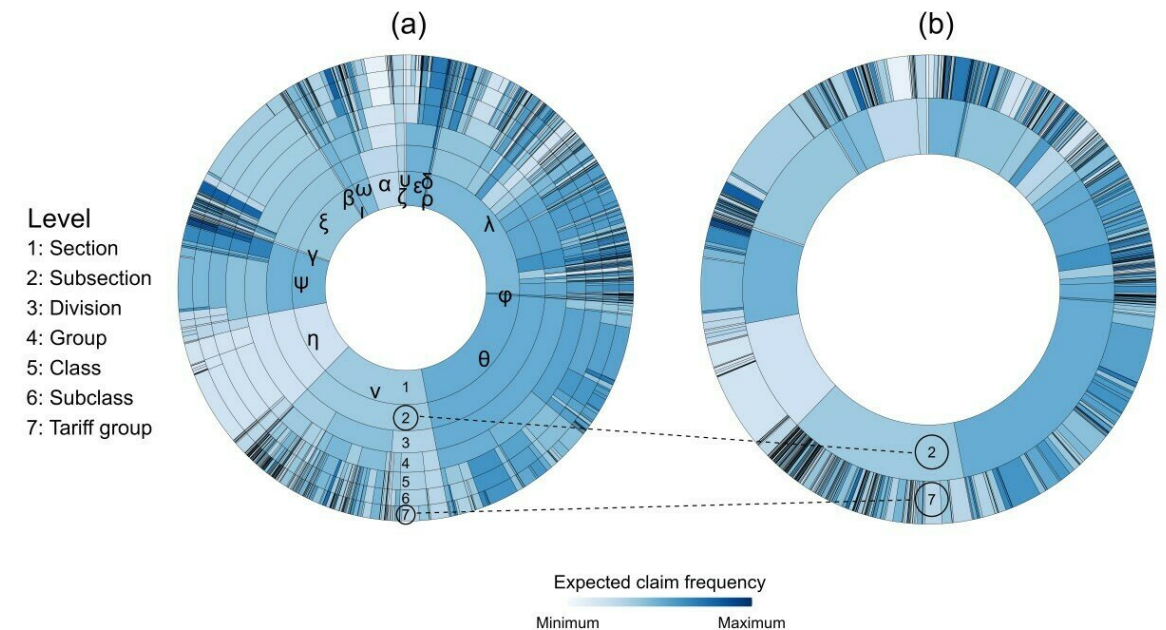 (a)
(b)
Level
1: Section
2: Subsection
3: Division
4: Group
5: Class
6: Subclass
7: Tariff group
β ω α υ ε δ
ι ζ ρ
ξ λ
γ
ψ φ
η θ
ν 1
2
3
4
5
6
7
2
7
Expected claim frequency
Minimum Maximum